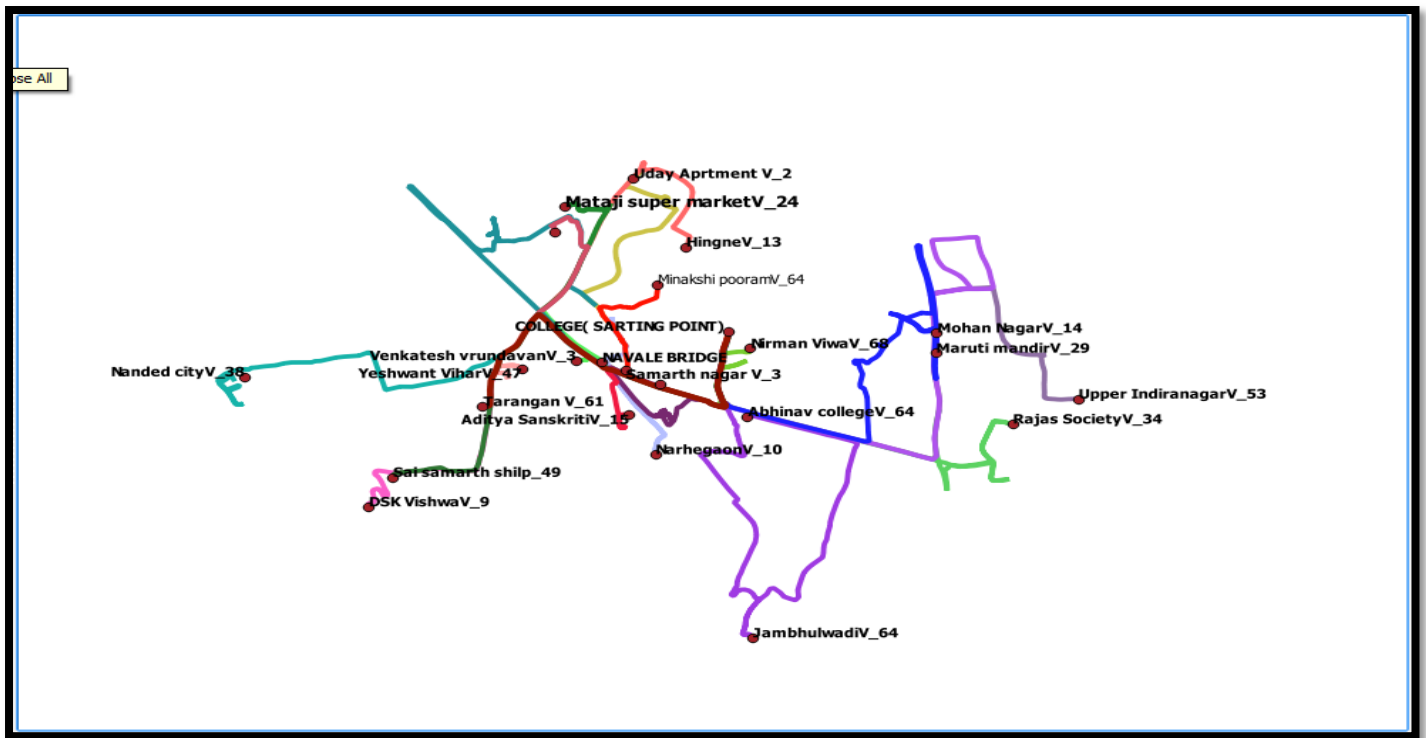 ose All
Uday Aprtment V_2
Mataji super marketV_24
HingneV_13
Minakshi pooramV_64
COLLEGE( SARTING POINT)
Mohan NagarV_14
Nirman ViwaV_68
Maruti mandirV_29
Venkatesh vrundavanV_3
NAVALE BRIDGE
Nanded cityV_38
Yeshwant ViharV_47
Samarth nagar V_3
Upper IndiranagarV_53
Tarangan V_61
Abhinav collegeV_64
Aditya SanskritiV_15
Rajas SocietyV_34
NarhegaonV_10
Sai samarth shilp_49
DSK VishwaV_9
JambhulwadiV_64